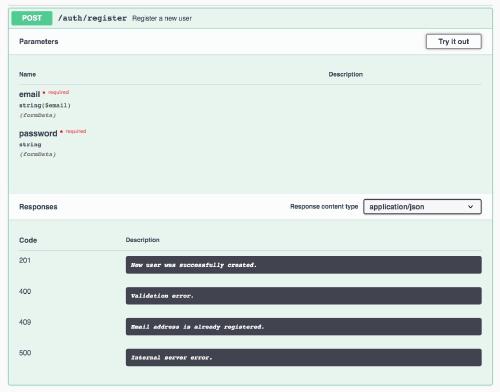 POST /auth/register Register a new user
Parameters Try it out
Name Description
email * required
string($email)
(formData)
password * required
string
(formData)
Responses Response content type application/json
Code Description
201 New user was successfully created.
400 Validation error.
409 Email address is already registered.
500 Internal server error.